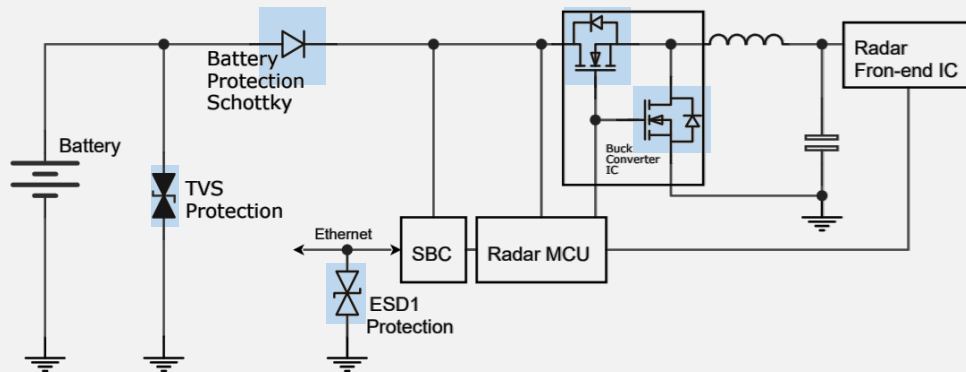 Battery
Protection
Schottky
Radar
Fron-end IC
Battery
Buck
Converter
IC
TVS
Protection
Ethernet
SBC
Radar MCU
ESD1
Protection